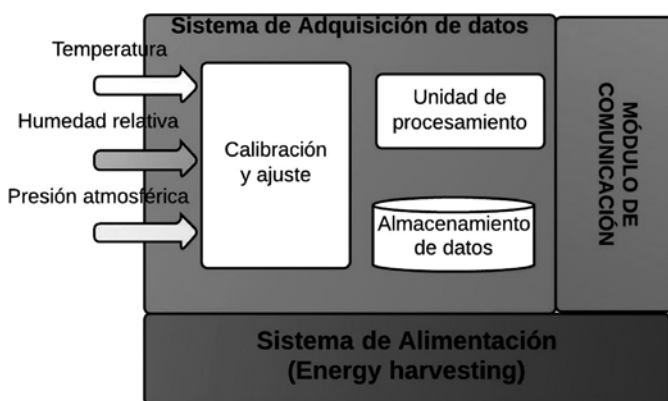 Sistema de Adquisición de datos
Temperatura
Humedad relativa
Presión atmosférica
Calibración
y ajuste
Unidad de
procesamiento
Almacenamiento
de datos
MÓDULO DE
COMUNICACIÓN
Sistema de Alimentación
(Energy harvesting)